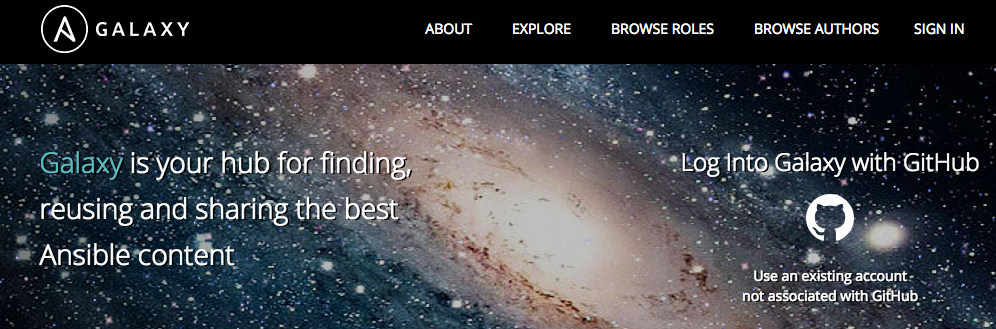 GALAXY
ABOUT
EXPLORE
BROWSE ROLES
BROWSE AUTHORS
SIGN IN
Galaxy is your hub for finding,
reusing and sharing the best
Ansible content
Log Into Galaxy with GitHub
Use an existing account
not associated with GitHub